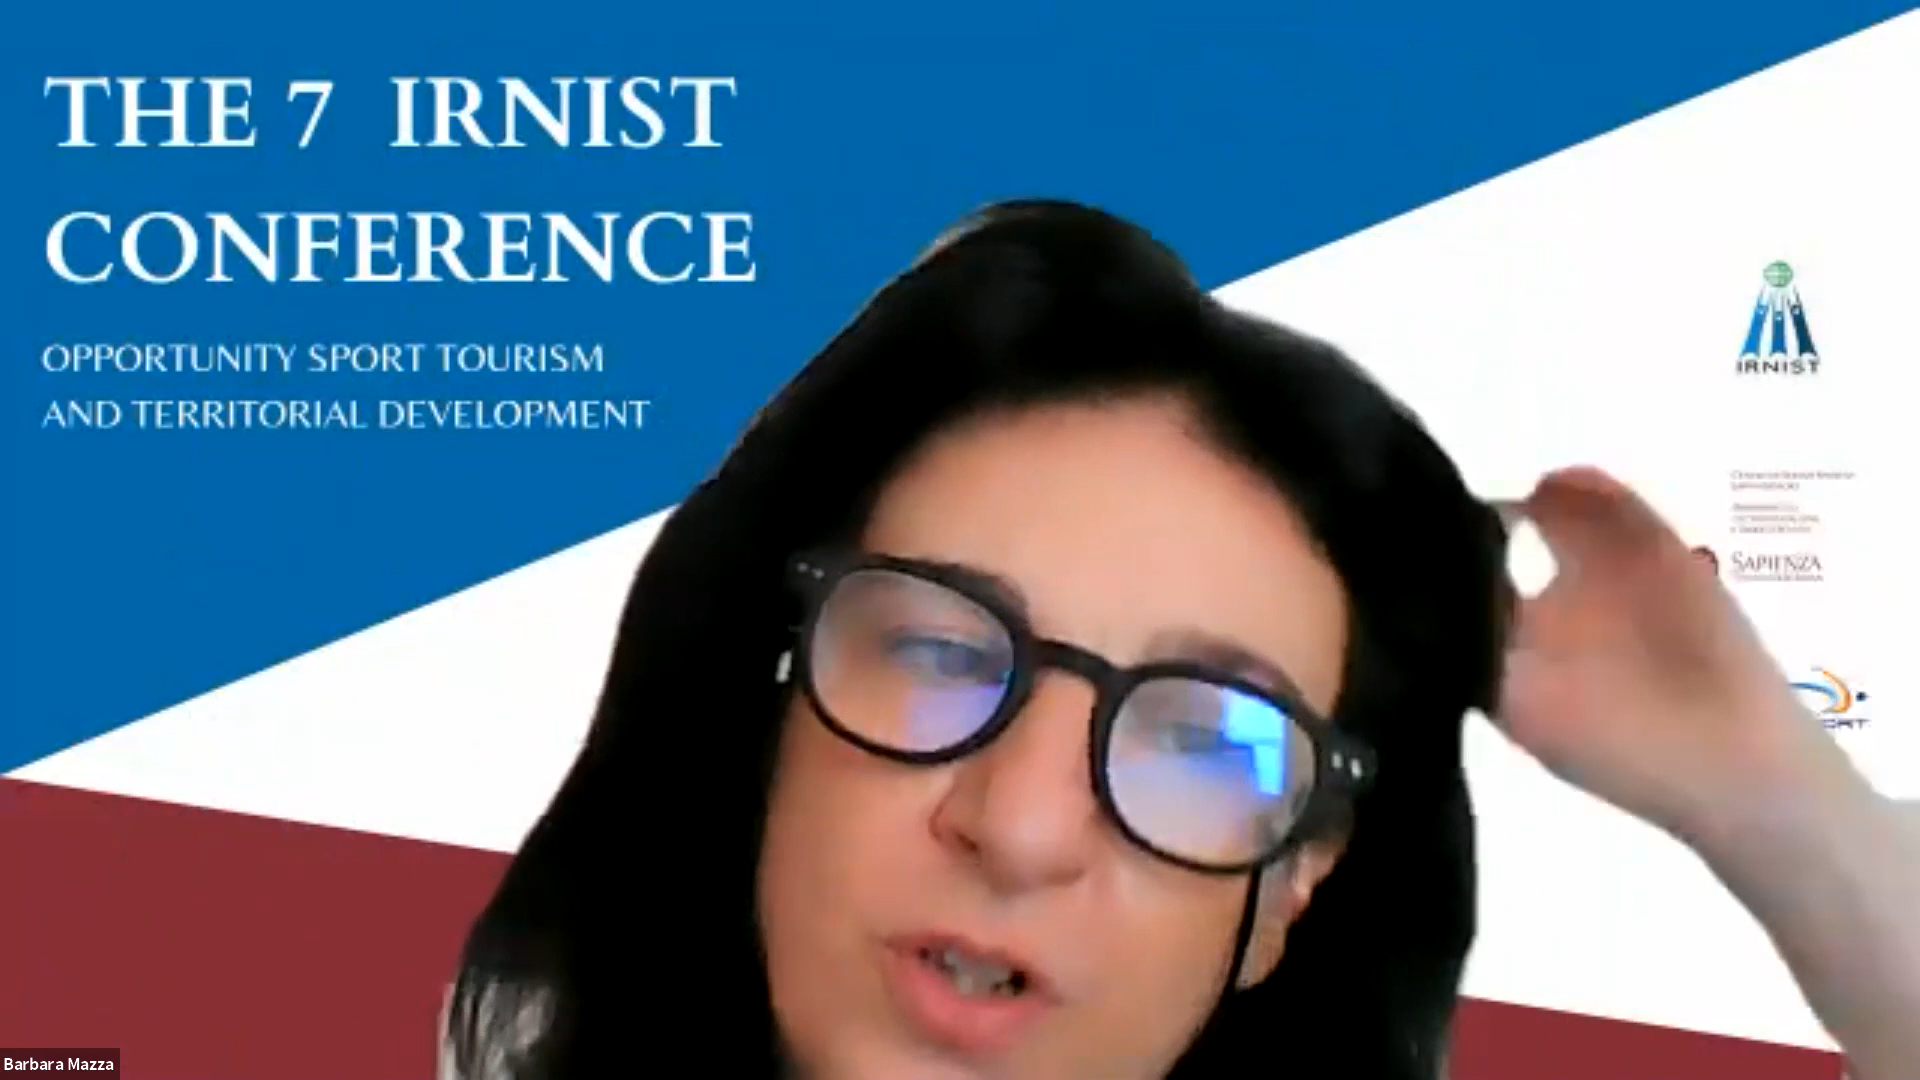 THE 7 IRNIST
CONFERENCE
OPPORTUNITY SPORT TOURISM
AND TERRITORIAL DEVELOPMENT
IRNIST
SAPIENZA
Barbara Mazza